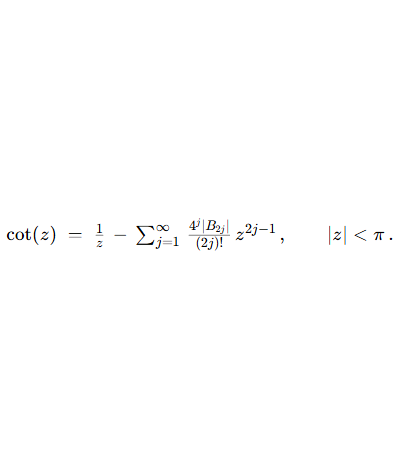 cot(z) = 1/z − ∑_{j=1}^{∞} 4^j|B_{2j}|/(2j)! z^{2j−1} , |z| < π .